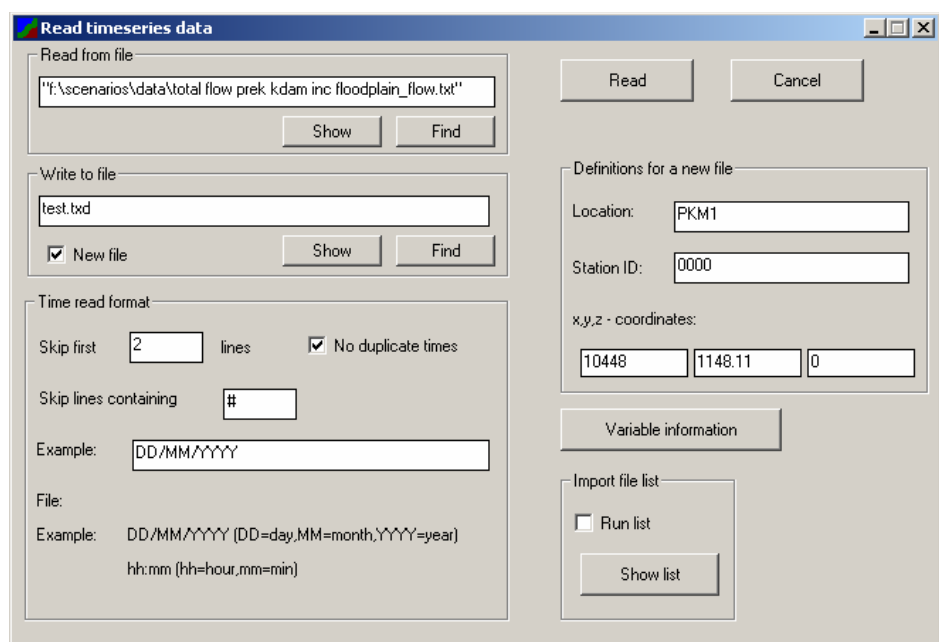 Read timeseries data
Read from file
"f:\scenarios\data\total flow prek kdam inc floodplain_flow.txt"
Show Find
Write to file
test.txd
New file
Show Find
Time read format
Skip first 2 lines No duplicate times
Skip lines containing #
Example: DD/MM/YYYY
File:
Example: DD/MM/YYYY (DD=day,MM=month,YYYY=year)
hh:mm (hh=hour,mm=min)
Read Cancel
Definitions for a new file
Location: PKM1
Station ID: 0000
x,y,z - coordinates:
10448 1148.11 0
Variable information
Import file list
Run list
Show list